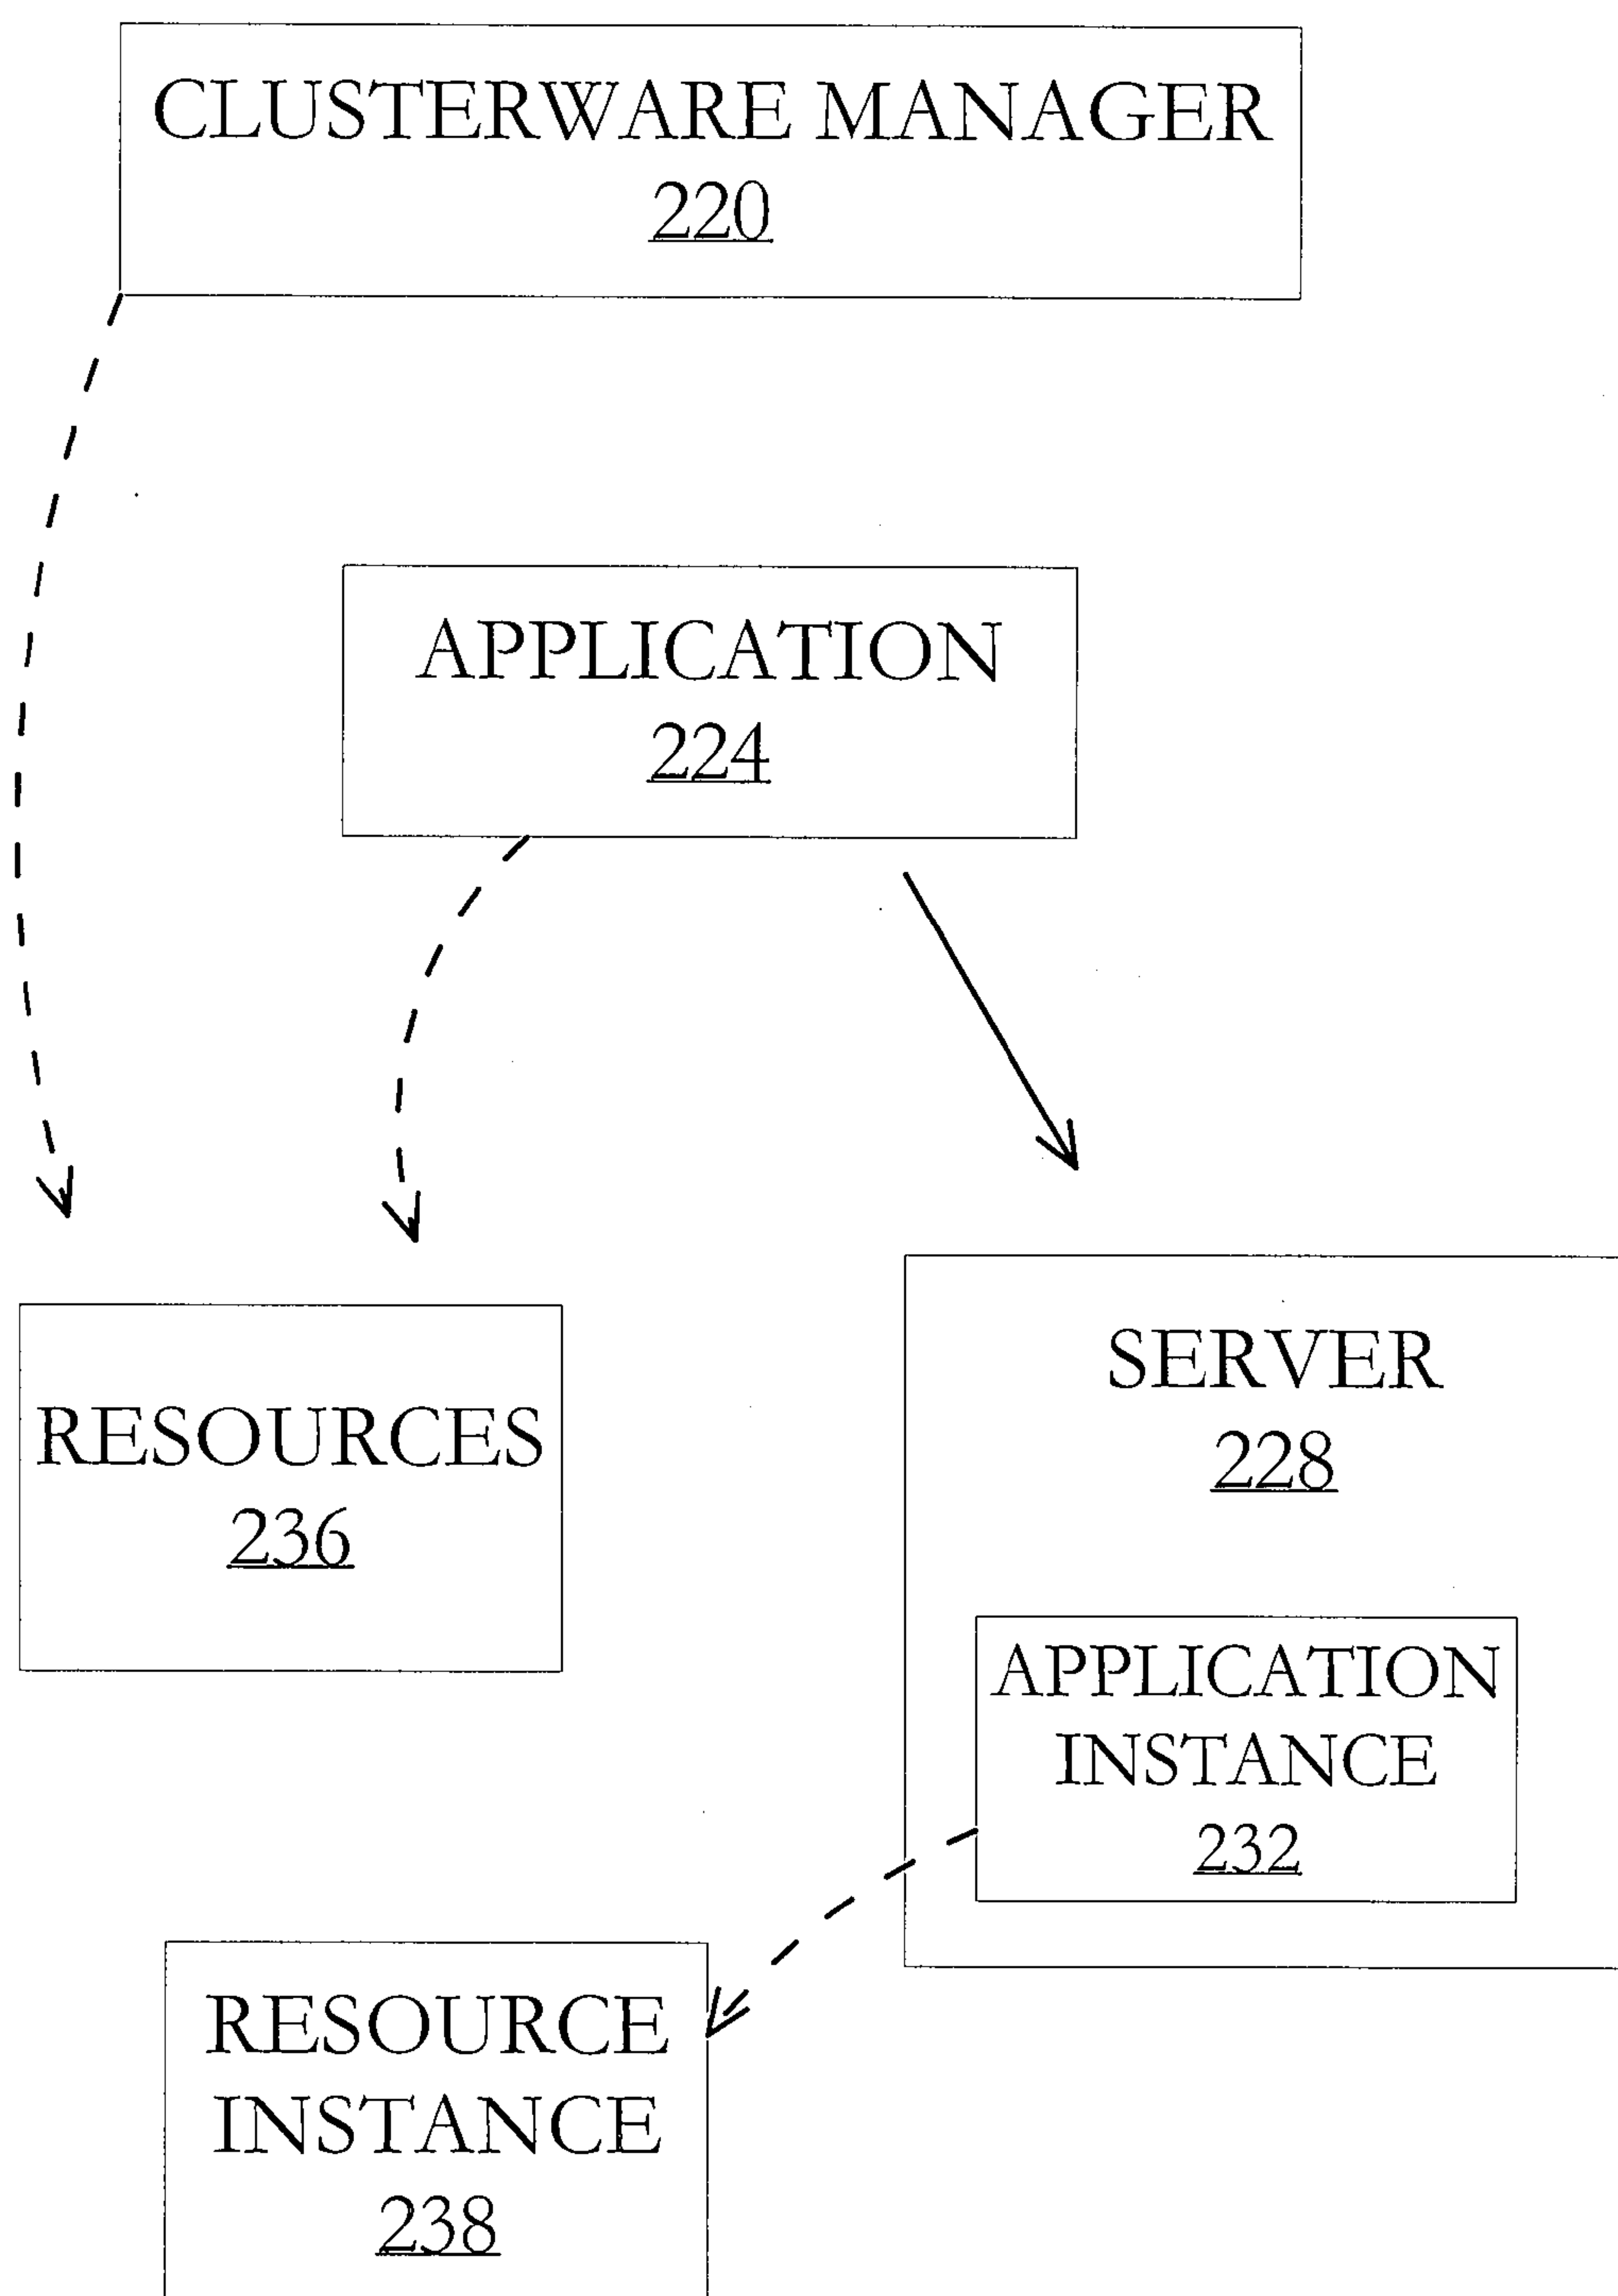 CLUSTERWARE MANAGER
220
APPLICATION
224
RESOURCES
236
SERVER
228
APPLICATION
INSTANCE
232
RESOURCE
INSTANCE
238